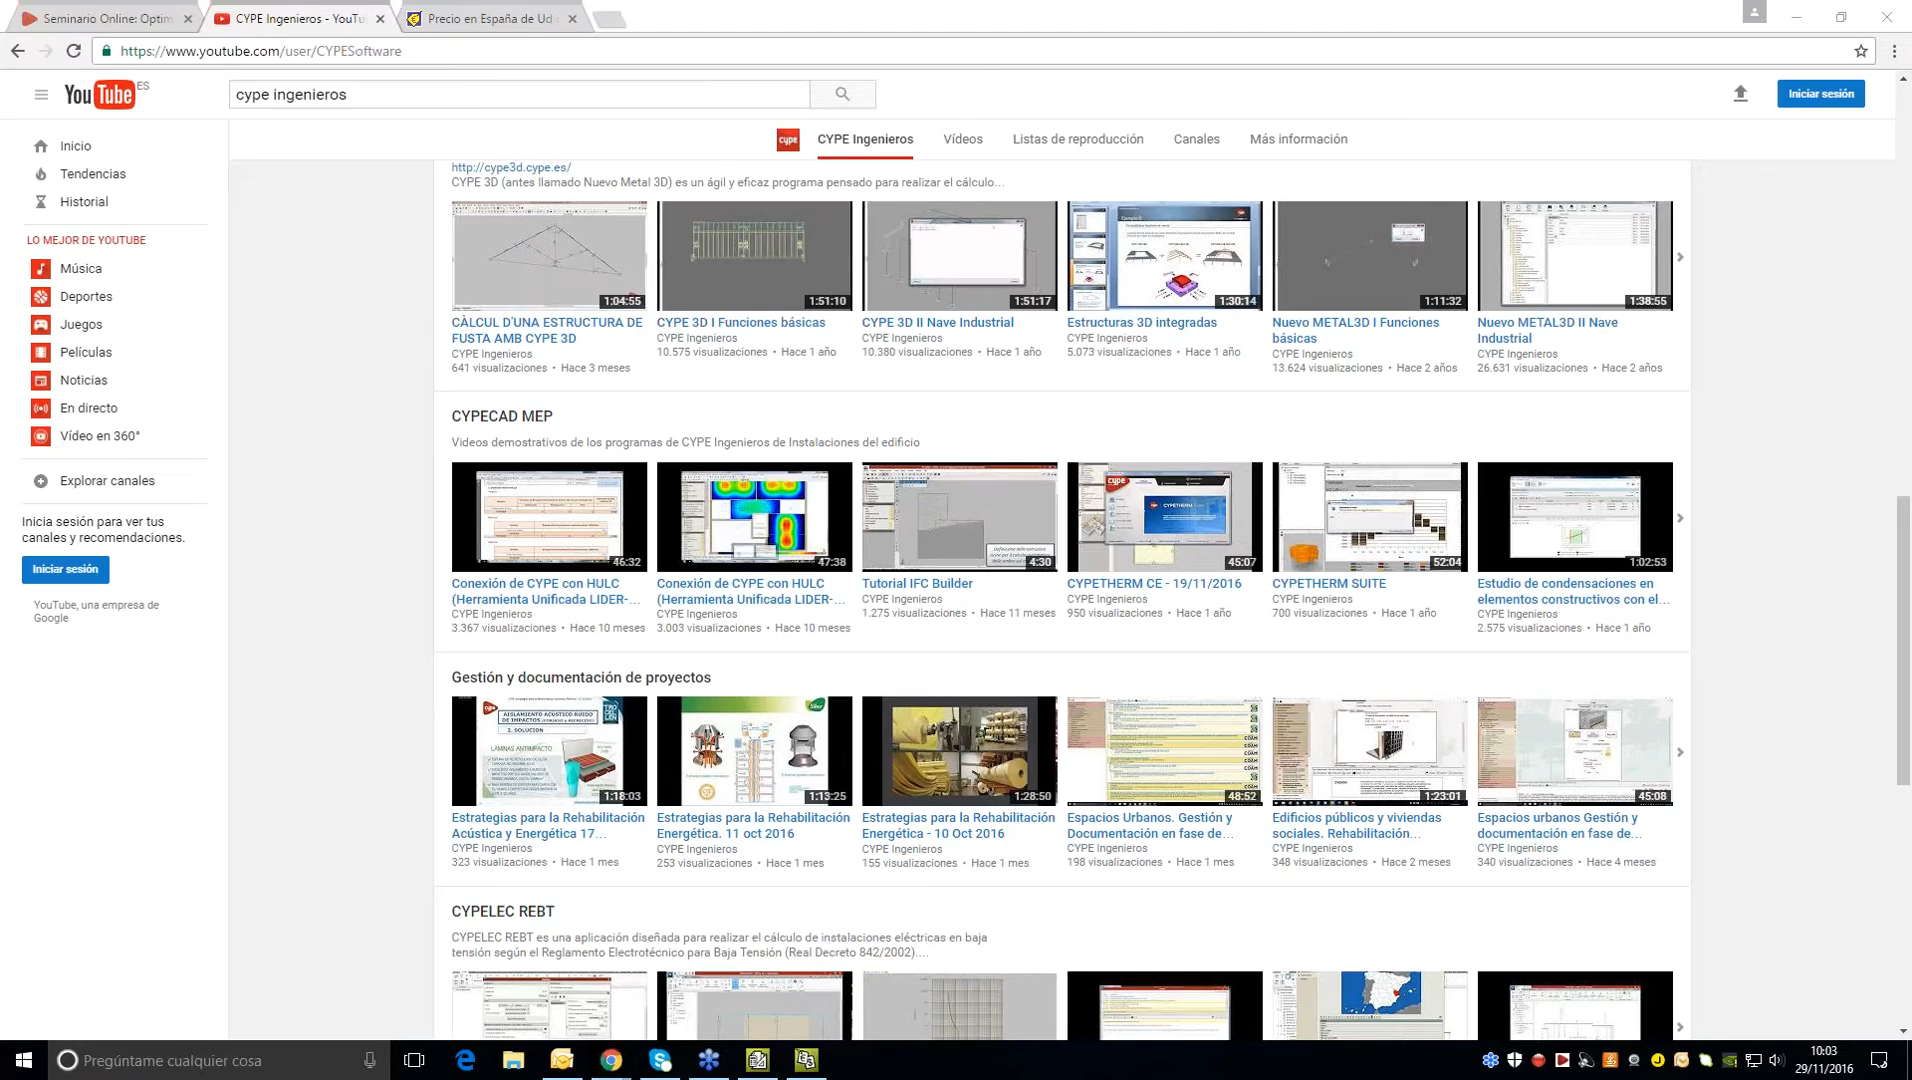 Seminario Online: Optim
CYPE Ingenieros - YouTu
Precio en España de Ud
https://www.youtube.com/user/CYPESoftware
YouTube ES
cype ingenieros
Iniciar sesión
cype
CYPE Ingenieros
Vídeos
Listas de reproducción
Canales
Más información
Inicio
Tendencias
Historial
LO MEJOR DE YOUTUBE
Música
Deportes
Juegos
Películas
Noticias
En directo
Vídeo en 360°
Explorar canales
Inicia sesión para ver tus
canales y recomendaciones.
Iniciar sesión
YouTube, una empresa de
Google
http://cype3d.cype.es/
CYPE 3D (antes llamado Nuevo Metal 3D) es un ágil y eficaz programa pensado para realizar el cálculo...
1:04:55
1:51:10
1:51:17
1:30:14
1:11:32
1:38:55
CÀLCUL D'UNA ESTRUCTURA DE
FUSTA AMB CYPE 3D
CYPE Ingenieros
641 visualizaciones • Hace 3 meses
CYPE 3D I Funciones básicas
CYPE Ingenieros
10.575 visualizaciones • Hace 1 año
CYPE 3D II Nave Industrial
CYPE Ingenieros
10.380 visualizaciones • Hace 1 año
Estructuras 3D integradas
CYPE Ingenieros
5.073 visualizaciones • Hace 1 año
Nuevo METAL3D I Funciones
básicas
CYPE Ingenieros
13.624 visualizaciones • Hace 2 años
Nuevo METAL3D II Nave
Industrial
CYPE Ingenieros
26.631 visualizaciones • Hace 2 años
CYPECAD MEP
Videos demostrativos de los programas de CYPE Ingenieros de Instalaciones del edificio
46:32
47:38
4:30
cype
45:07
52:04
1:02:53
Conexión de CYPE con HULC
(Herramienta Unificada LIDER-...
CYPE Ingenieros
3.367 visualizaciones • Hace 10 meses
Conexión de CYPE con HULC
(Herramienta Unificada LIDER-...
CYPE Ingenieros
3.003 visualizaciones • Hace 10 meses
Tutorial IFC Builder
CYPE Ingenieros
1.275 visualizaciones • Hace 11 meses
CYPETHERM CE - 19/11/2016
CYPE Ingenieros
950 visualizaciones • Hace 1 año
CYPETHERM SUITE
CYPE Ingenieros
700 visualizaciones • Hace 1 año
Estudio de condensaciones en
elementos constructivos con el...
CYPE Ingenieros
2.575 visualizaciones • Hace 1 año
Gestión y documentación de proyectos
AISLAMIENTO ACUSTICO RUIDO
DE IMPACTOS
2. SOLUCION
LAMINAS ANTIIMPACTO
1:18:03
1:13:25
1:28:50
48:52
1:23:01
45:08
Estrategias para la Rehabilitación
Acústica y Energética 17...
CYPE Ingenieros
323 visualizaciones • Hace 1 mes
Estrategias para la Rehabilitación
Energética. 11 oct 2016
CYPE Ingenieros
253 visualizaciones • Hace 1 mes
Estrategias para la Rehabilitación
Energética - 10 Oct 2016
CYPE Ingenieros
155 visualizaciones • Hace 1 mes
Espacios Urbanos. Gestión y
Documentación en fase de...
CYPE Ingenieros
198 visualizaciones • Hace 1 mes
Edificios públicos y viviendas
sociales. Rehabilitación...
CYPE Ingenieros
348 visualizaciones • Hace 2 meses
Espacios urbanos Gestión y
documentación en fase de...
CYPE Ingenieros
340 visualizaciones • Hace 4 meses
CYPELEC REBT
CYPELEC REBT es una aplicación diseñada para realizar el cálculo de instalaciones eléctricas en baja
tensión según el Reglamento Electrotécnico para Baja Tensión (Real Decreto 842/2002)....
Pregúntame cualquier cosa
10:03
29/11/2016